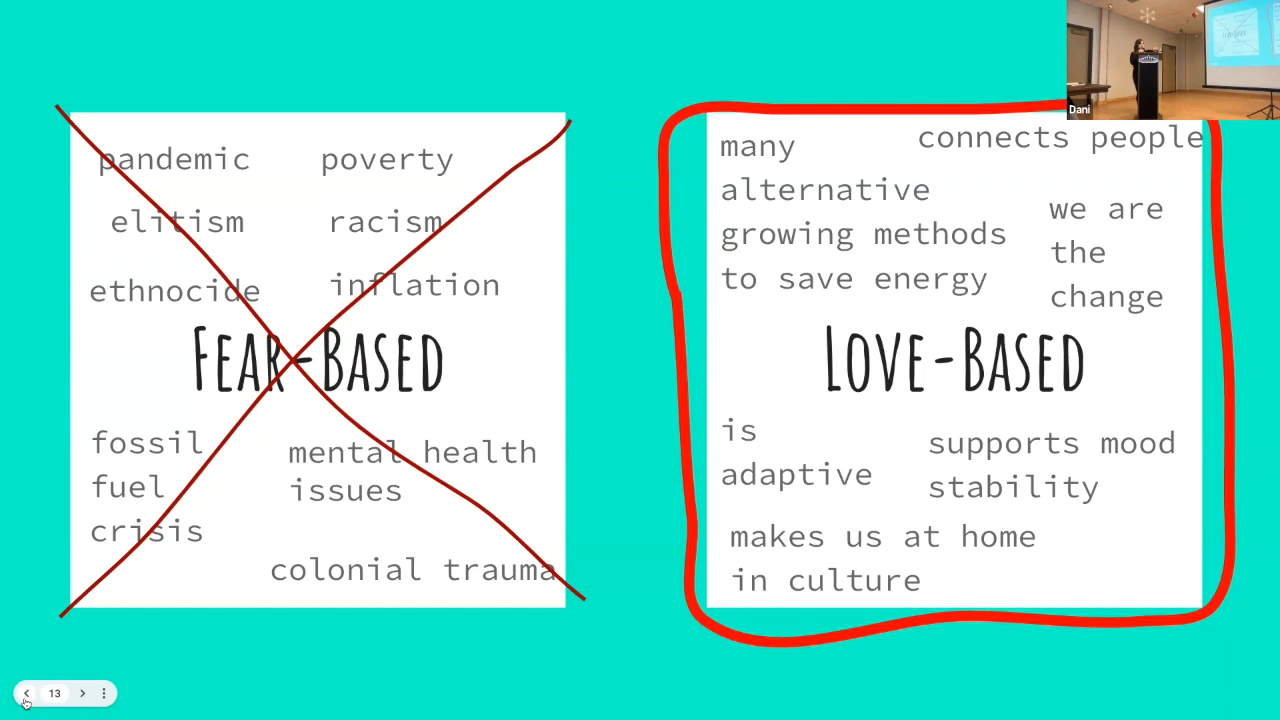 pandemic
poverty
elitism
racism
ethnocide
inflation
FEAR-BASED
fossil
fuel
crisis
mental health
issues
colonial trauma
many
alternative
growing methods
to save energy
connects people
we are
the
change
LOVE-BASED
is
adaptive
supports mood
stability
makes us at home
in culture
Dani
13